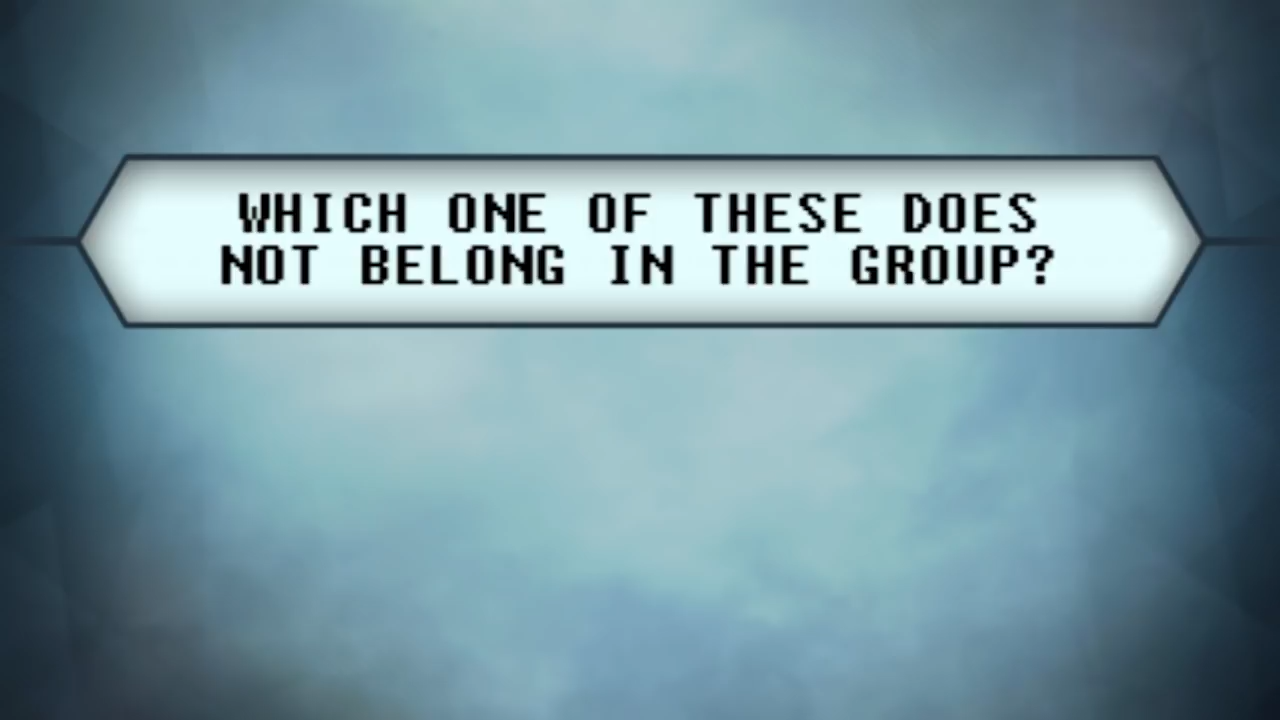 WHICH ONE OF THESE DOES
NOT BELONG IN THE GROUP?